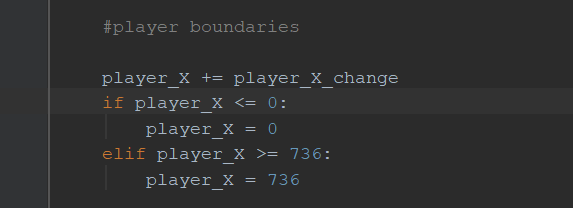 #player boundaries
player_X += player_X_change
if player_X <= 0:
player_X = 0
elif player_X >= 736:
player_X = 736